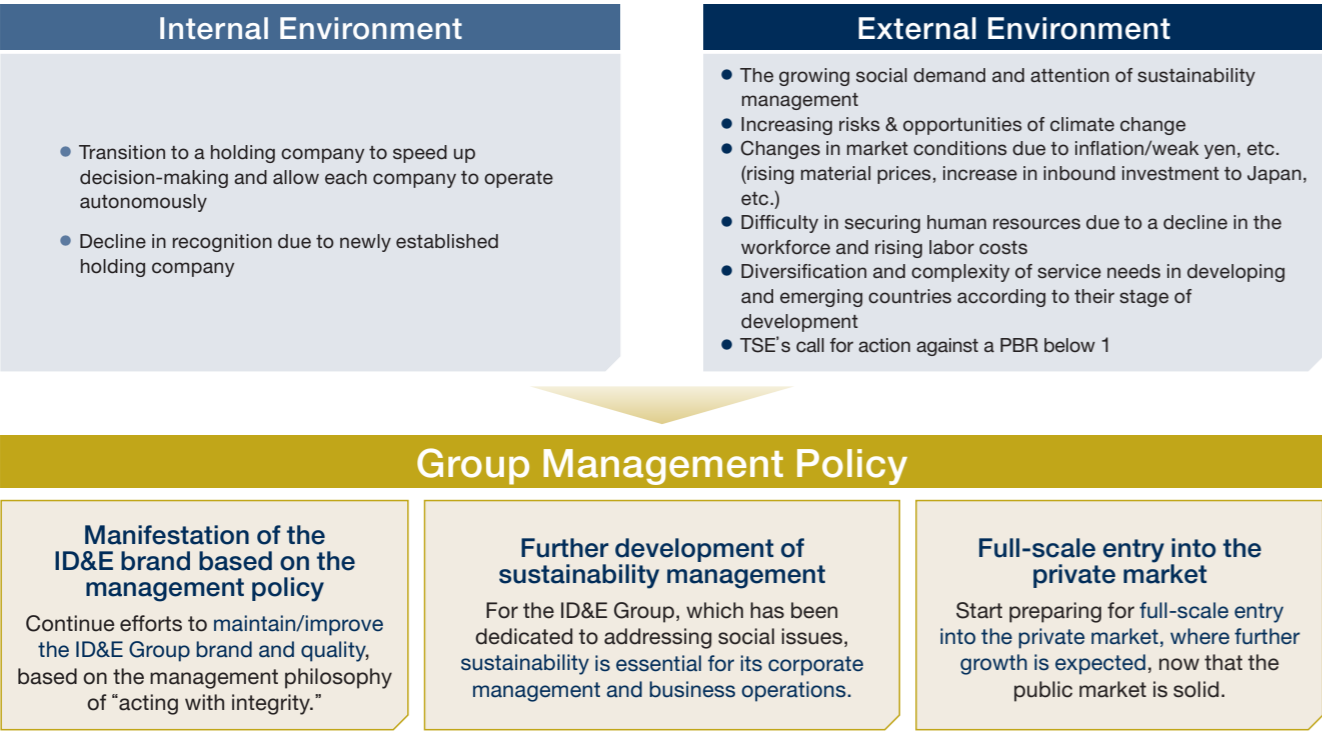 Internal Environment
● Transition to a holding company to speed up
decision-making and allow each company to operate
autonomously
● Decline in recognition due to newly established
holding company
External Environment
● The growing social demand and attention of sustainability
management
● Increasing risks & opportunities of climate change
● Changes in market conditions due to inflation/weak yen, etc.
(rising material prices, increase in inbound investment to Japan,
etc.)
● Difficulty in securing human resources due to a decline in the
workforce and rising labor costs
● Diversification and complexity of service needs in developing
and emerging countries according to their stage of
development
● TSE's call for action against a PBR below 1
Group Management Policy
Manifestation of the
ID&E brand based on the
management policy
Continue efforts to maintain/improve
the ID&E Group brand and quality,
based on the management philosophy
of “acting with integrity.”
Further development of
sustainability management
For the ID&E Group, which has been
dedicated to addressing social issues,
sustainability is essential for its corporate
management and business operations.
Full-scale entry into the
private market
Start preparing for full-scale entry
into the private market, where further
growth is expected, now that the
public market is solid.